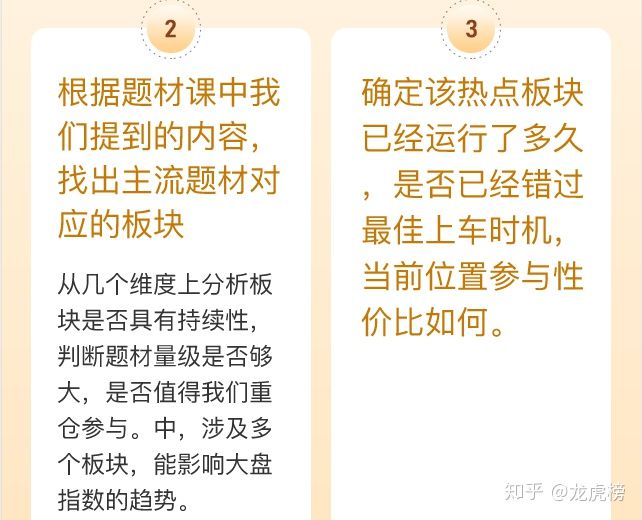 2
根据题材课中我
们提到的内容，
找出主流题材对
应的板块
从几个维度上分析板
块是否具有持续性，
判断题材量级是否够
大，是否值得我们重
仓参与。中，涉及多
个板块，能影响大盘
指数的趋势。
3
确定该热点板块
已经运行了多久
，是否已经错过
最佳上车时机，
当前位置参与性
价比如何。
知乎 @龙虎榜